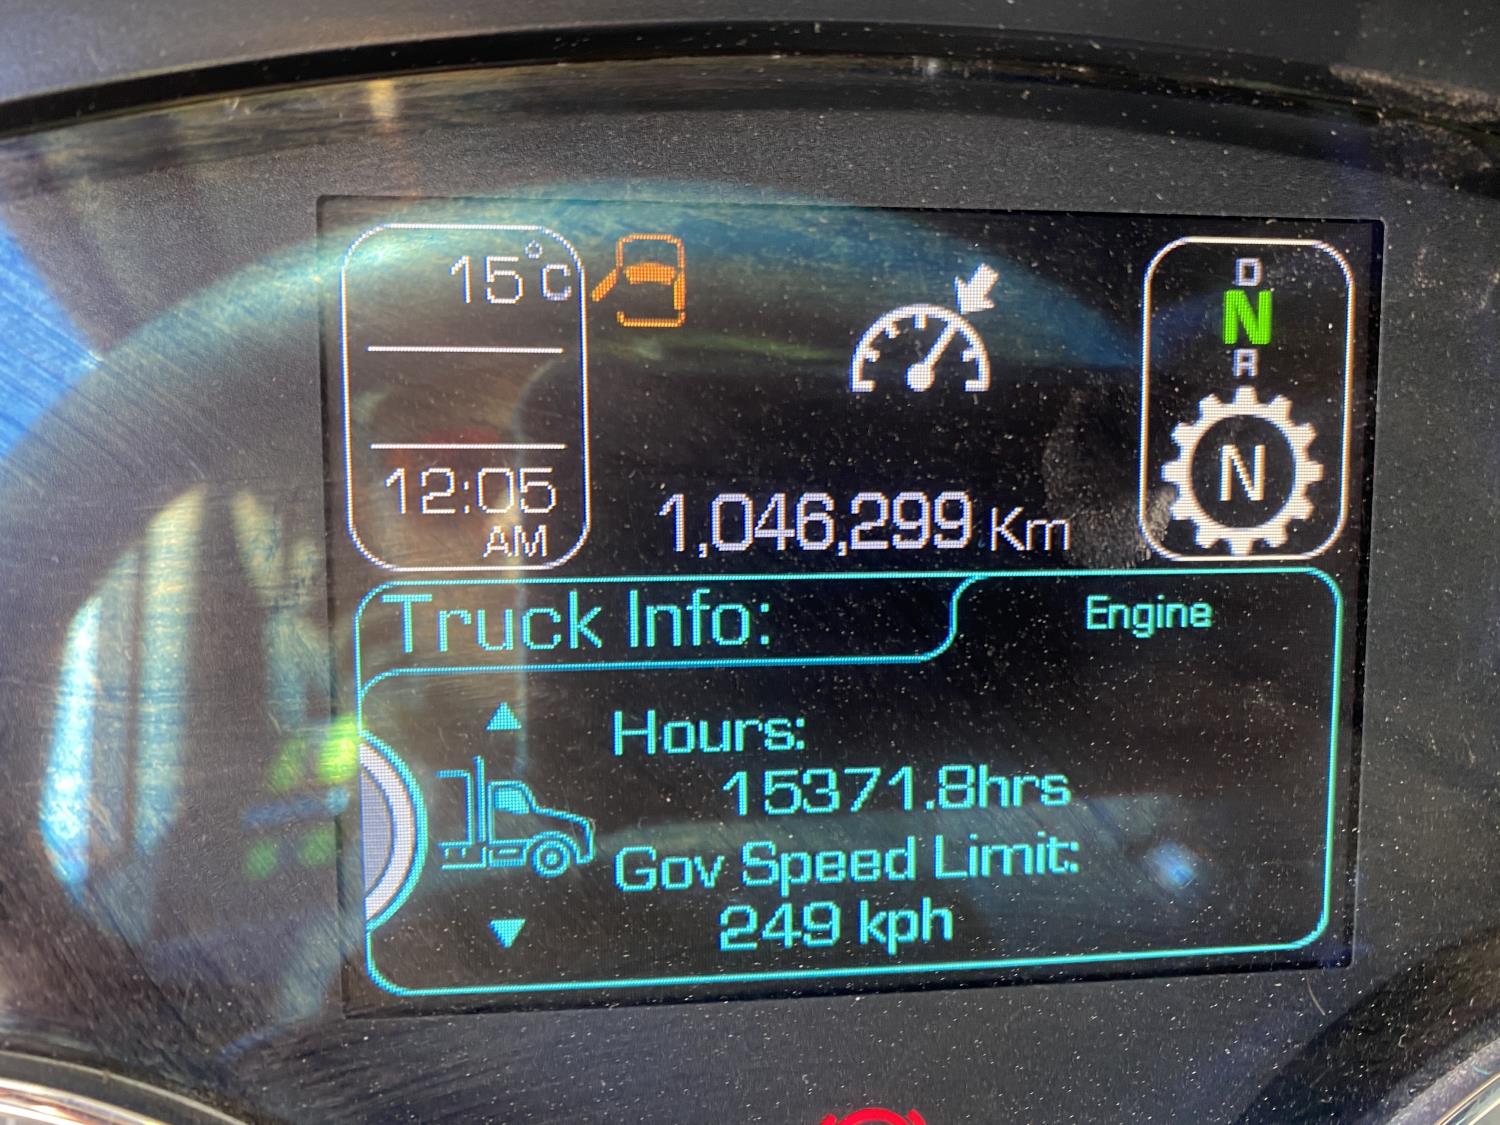 15°C
12:05
AM
1,046,299 Km
D
N
R
N
Truck Info:
Engine
Hours:
15371.8hrs
Gov Speed Limit:
249 kph